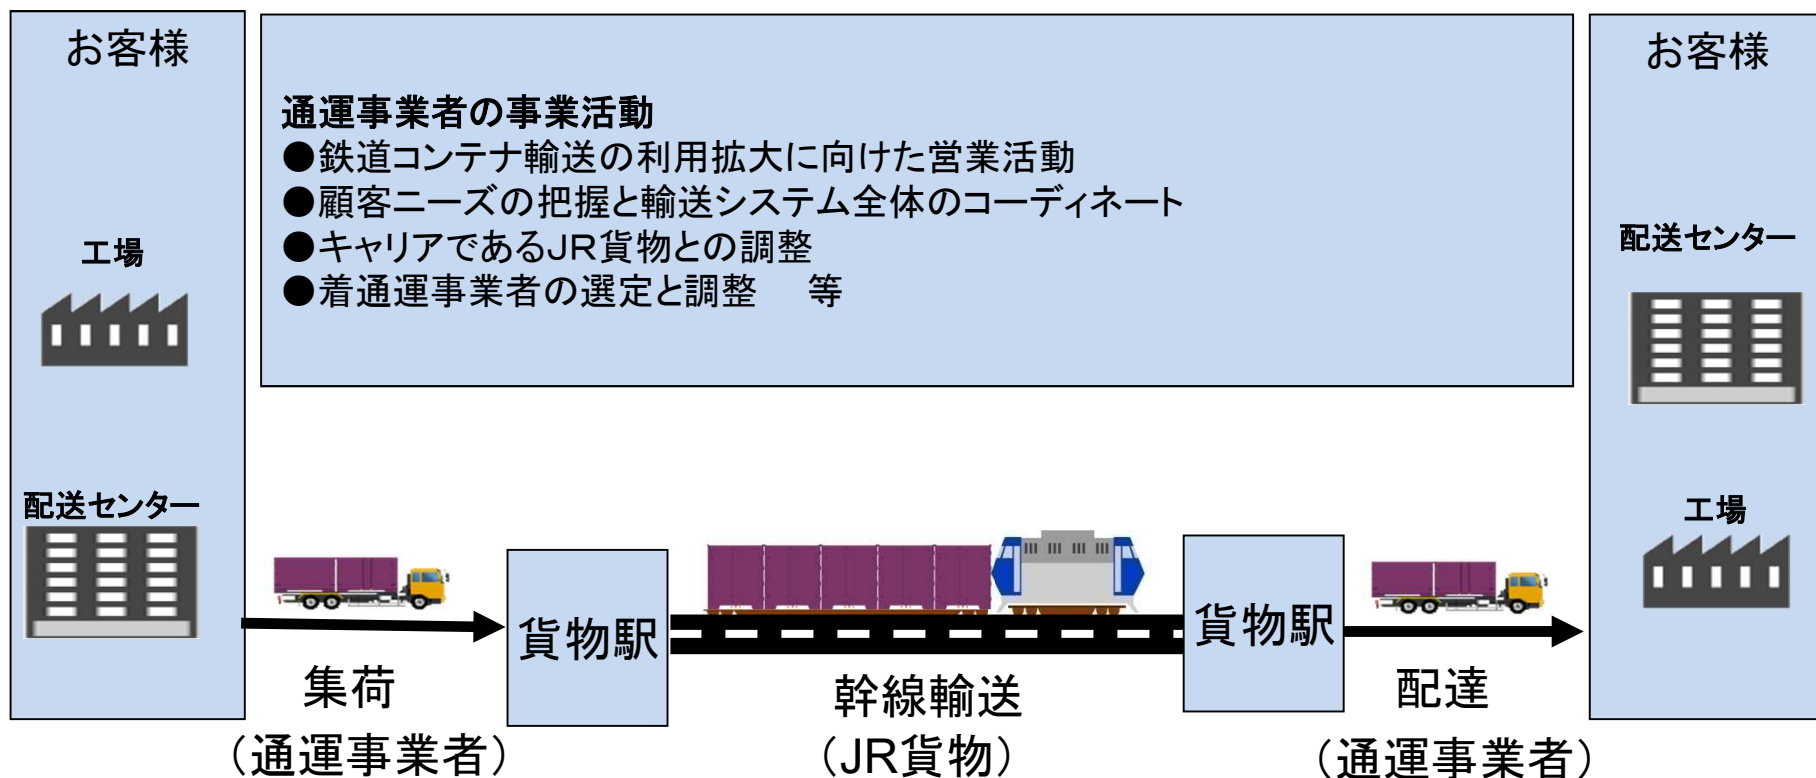 お客様
工場
配送センター
通運事業者の事業活動
●鉄道コンテナ輸送の利用拡大に向けた営業活動
●顧客ニーズの把握と輸送システム全体のコーディネート
●キャリアであるJR貨物との調整
●着通運事業者の選定と調整　等
お客様
配送センター
工場
貨物駅
貨物駅
集荷
（通運事業者）
幹線輸送
（JR貨物）
配達
（通運事業者）